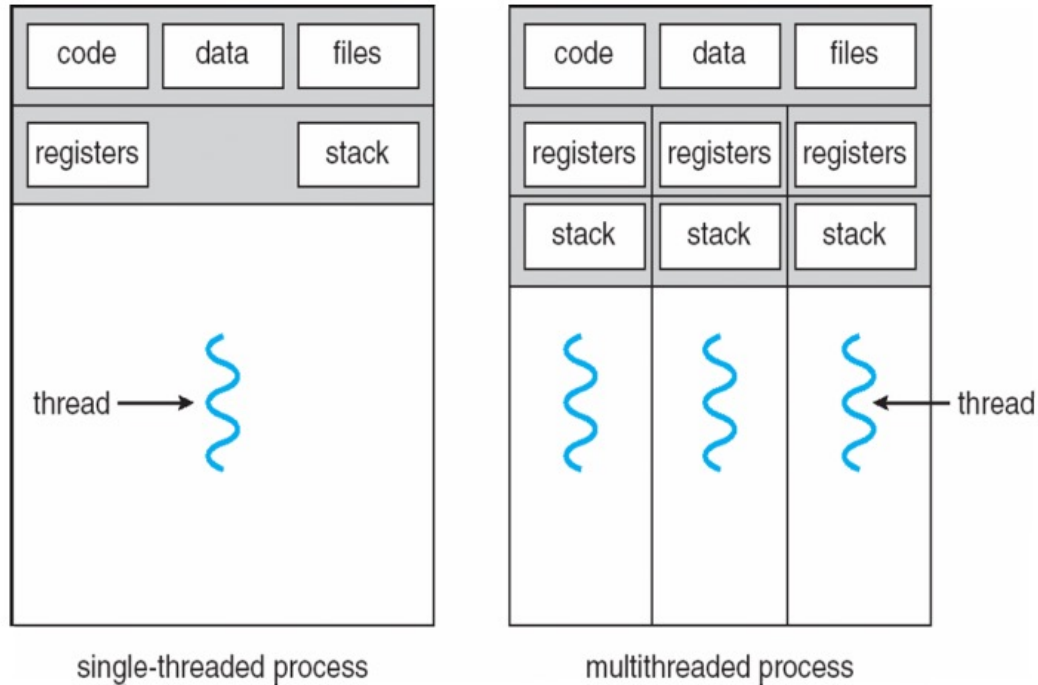 code data files
registers stack
thread
single-threaded process
code data files
registers registers registers
stack stack stack
thread
multithreaded process